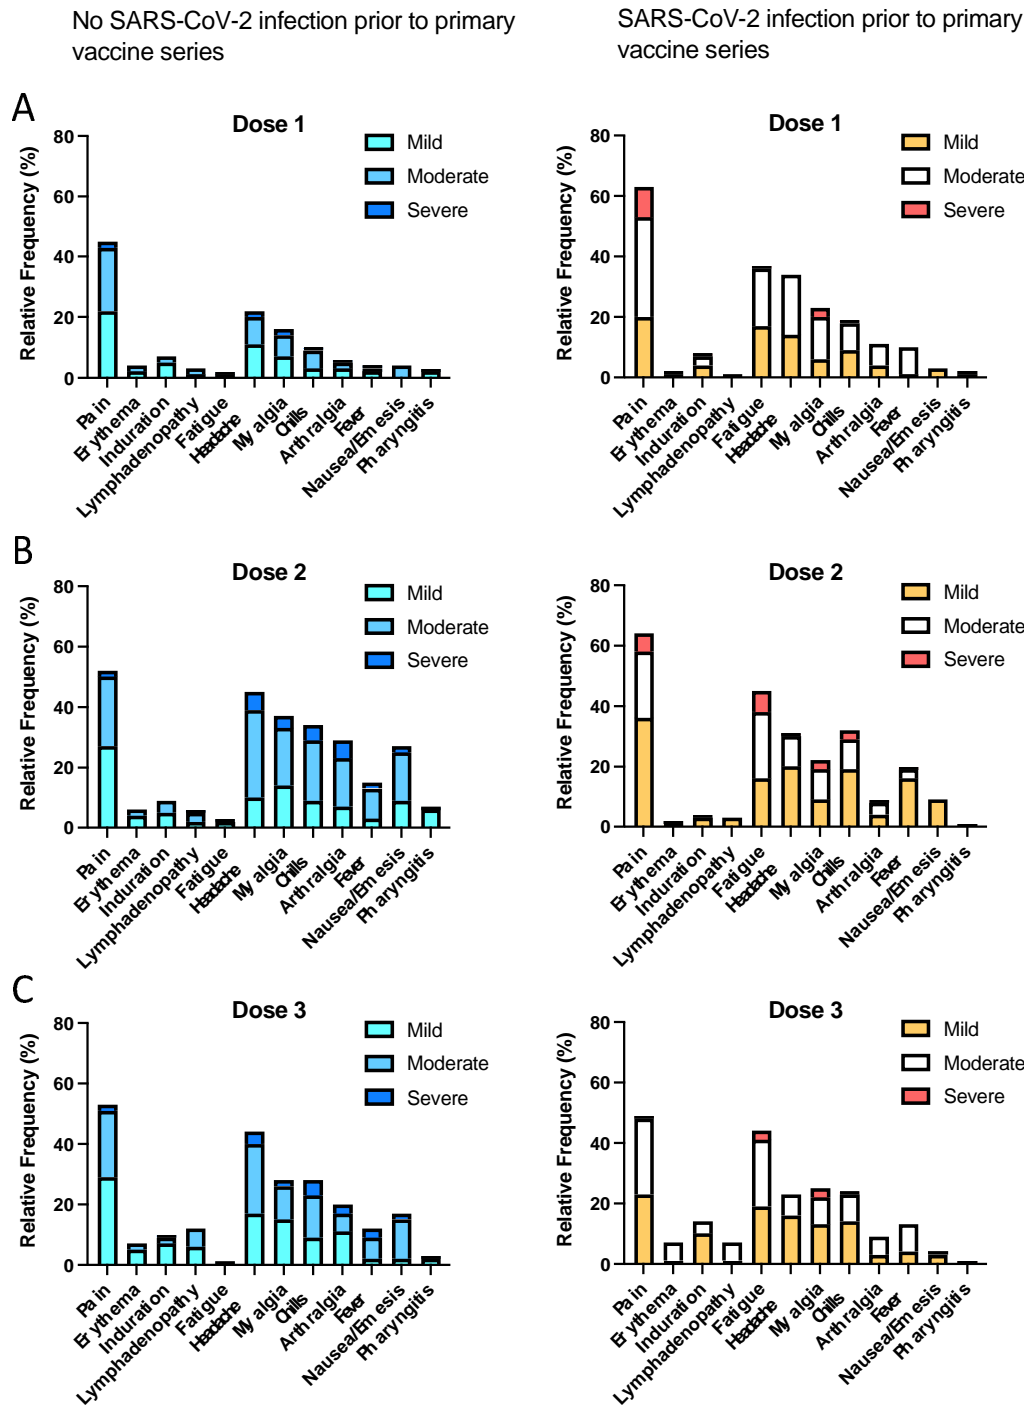 No SARS-CoV-2 infection prior to primary
vaccine series
SARS-CoV-2 infection prior to primary
vaccine series
A
Dose 1
Relative Frequency (%)
80
60
40
20
0
Mild
Moderate
Severe
Pain
Erythema
Induration
Lymphadenopathy
Fatigue
Headache
Myalgia
Chills
Arthralgia
Fever
Nausea/Emesis
Pharyngitis
Dose 1
Relative Frequency (%)
80
60
40
20
0
Mild
Moderate
Severe
Pain
Erythema
Induration
Lymphadenopathy
Fatigue
Headache
Myalgia
Chills
Arthralgia
Fever
Nausea/Emesis
Pharyngitis
B
Dose 2
Relative Frequency (%)
80
60
40
20
0
Mild
Moderate
Severe
Pain
Erythema
Induration
Lymphadenopathy
Fatigue
Headache
Myalgia
Chills
Arthralgia
Fever
Nausea/Emesis
Pharyngitis
Dose 2
Relative Frequency (%)
80
60
40
20
0
Mild
Moderate
Severe
Pain
Erythema
Induration
Lymphadenopathy
Fatigue
Headache
Myalgia
Chills
Arthralgia
Fever
Nausea/Emesis
Pharyngitis
C
Dose 3
Relative Frequency (%)
80
60
40
20
0
Mild
Moderate
Severe
Pain
Erythema
Induration
Lymphadenopathy
Fatigue
Headache
Myalgia
Chills
Arthralgia
Fever
Nausea/Emesis
Pharyngitis
Dose 3
Relative Frequency (%)
80
60
40
20
0
Mild
Moderate
Severe
Pain
Erythema
Induration
Lymphadenopathy
Fatigue
Headache
Myalgia
Chills
Arthralgia
Fever
Nausea/Emesis
Pharyngitis